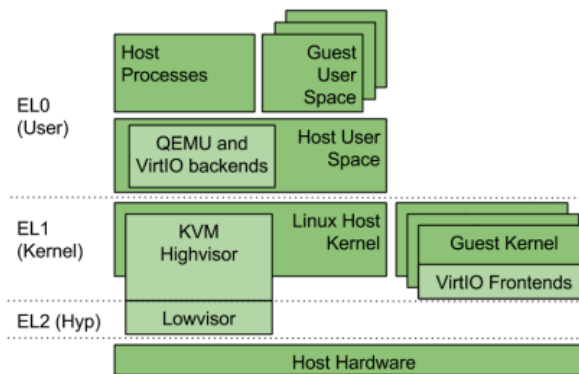 Host
Processes
Guest
User
Space
EL0
(User)
QEMU and
VirtIO backends
Host User
Space
EL1
(Kernel)
KVM
Highvisor
Linux Host
Kernel
Guest Kernel
VirtIO Frontends
EL2 (Hyp)
Lowvisor
Host Hardware